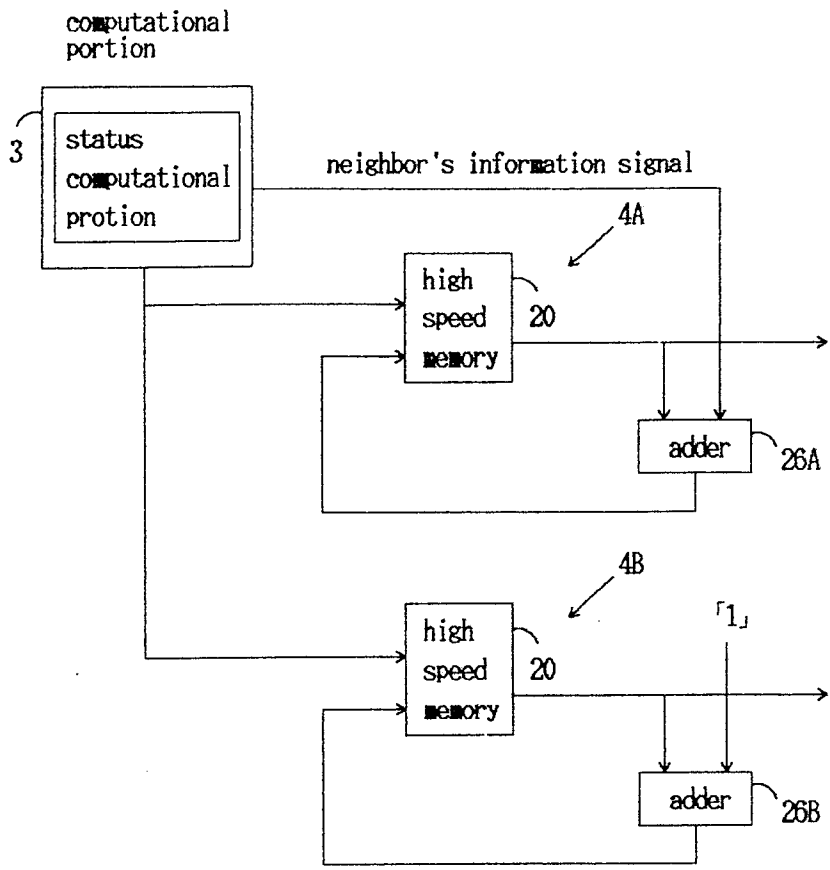 computational
portion
3
status
computational
protion
neighbor's information signal
4A
high
speed
memory
20
adder
26A
4B
high
speed
memory
20
「1」
adder
26B